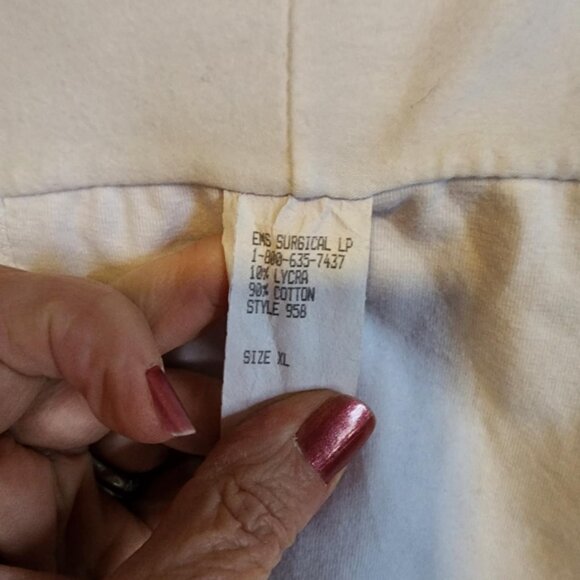 EMS SURGICAL LP
1-800-635-7437
10% LYCRA
90% COTTON
STYLE 958
SIZE XL